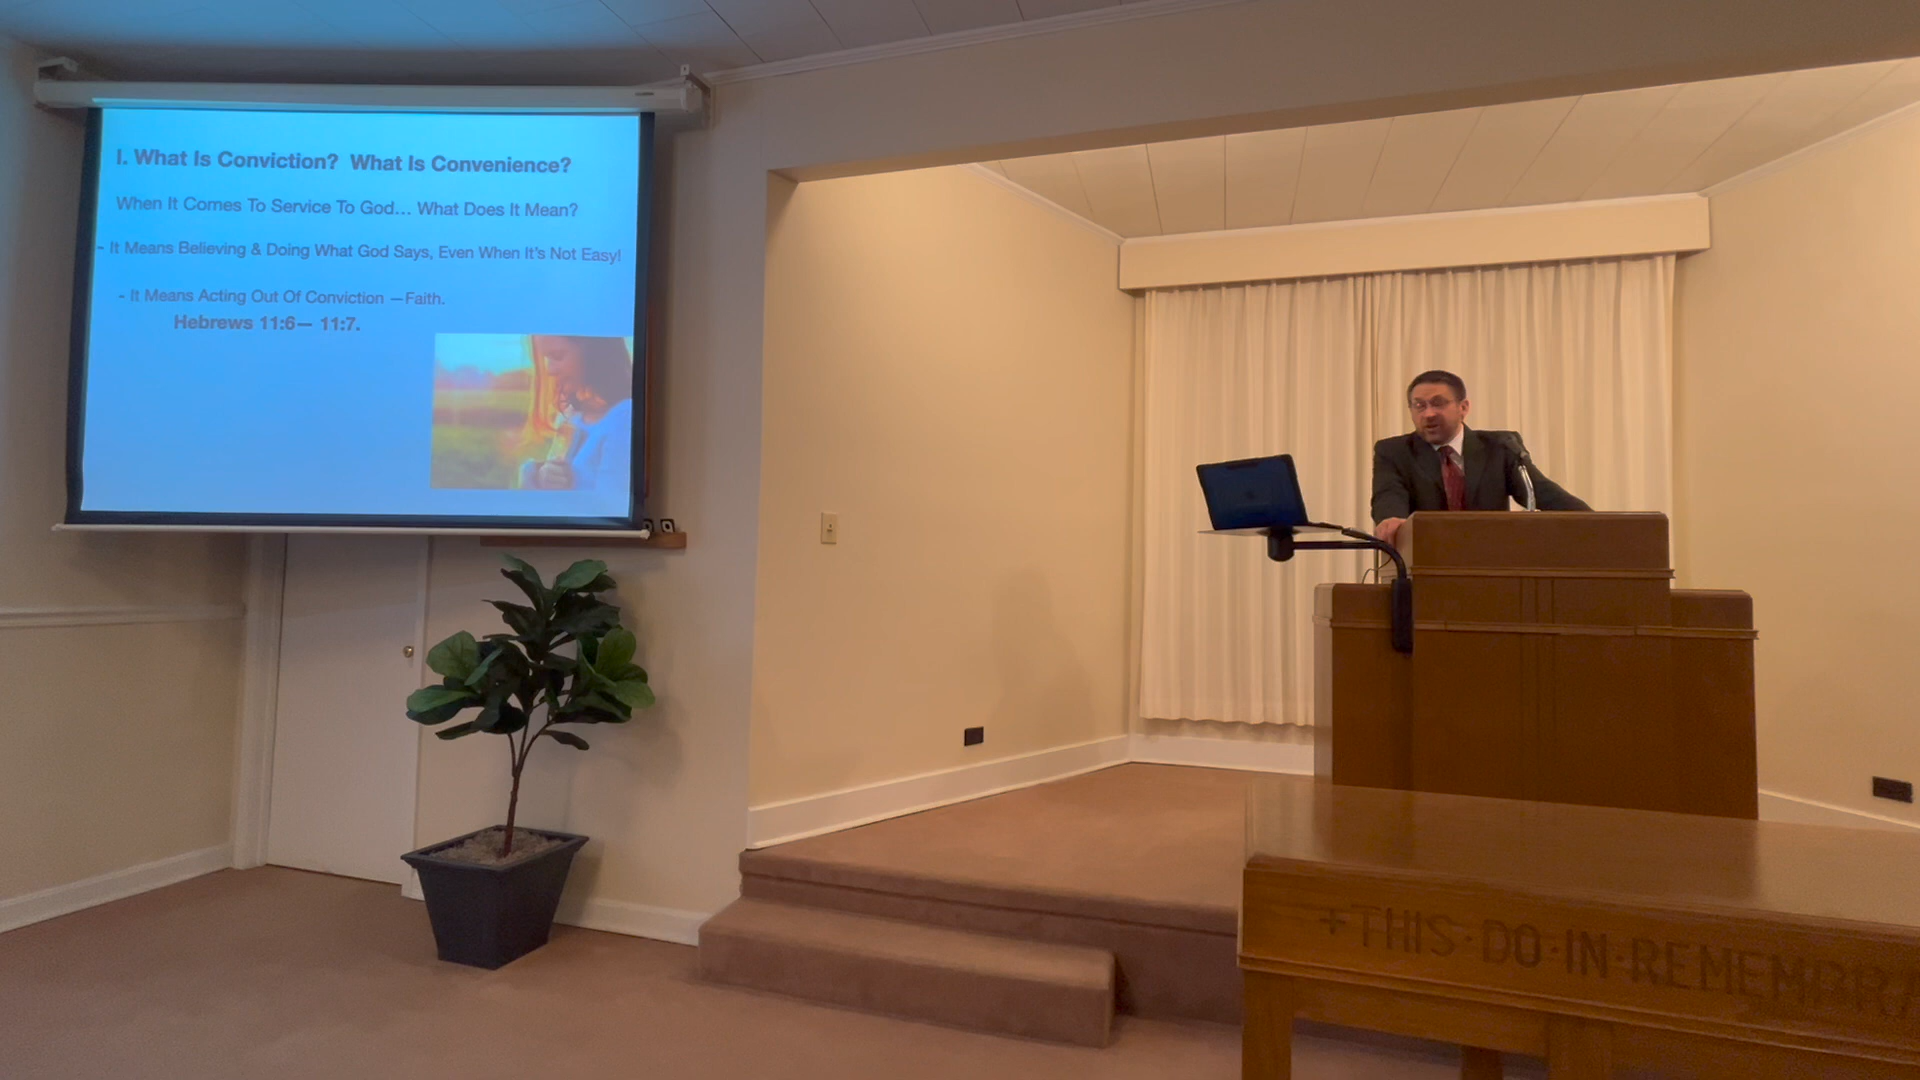 I. What Is Conviction?  What Is Convenience?
When It Comes To Service To God... What Does It Mean?
- It Means Believing & Doing What God Says, Even When It's Not Easy!
- It Means Acting Out Of Conviction —Faith.
Hebrews 11:6— 11:7.
+THIS·DO·IN·REMEMBRA